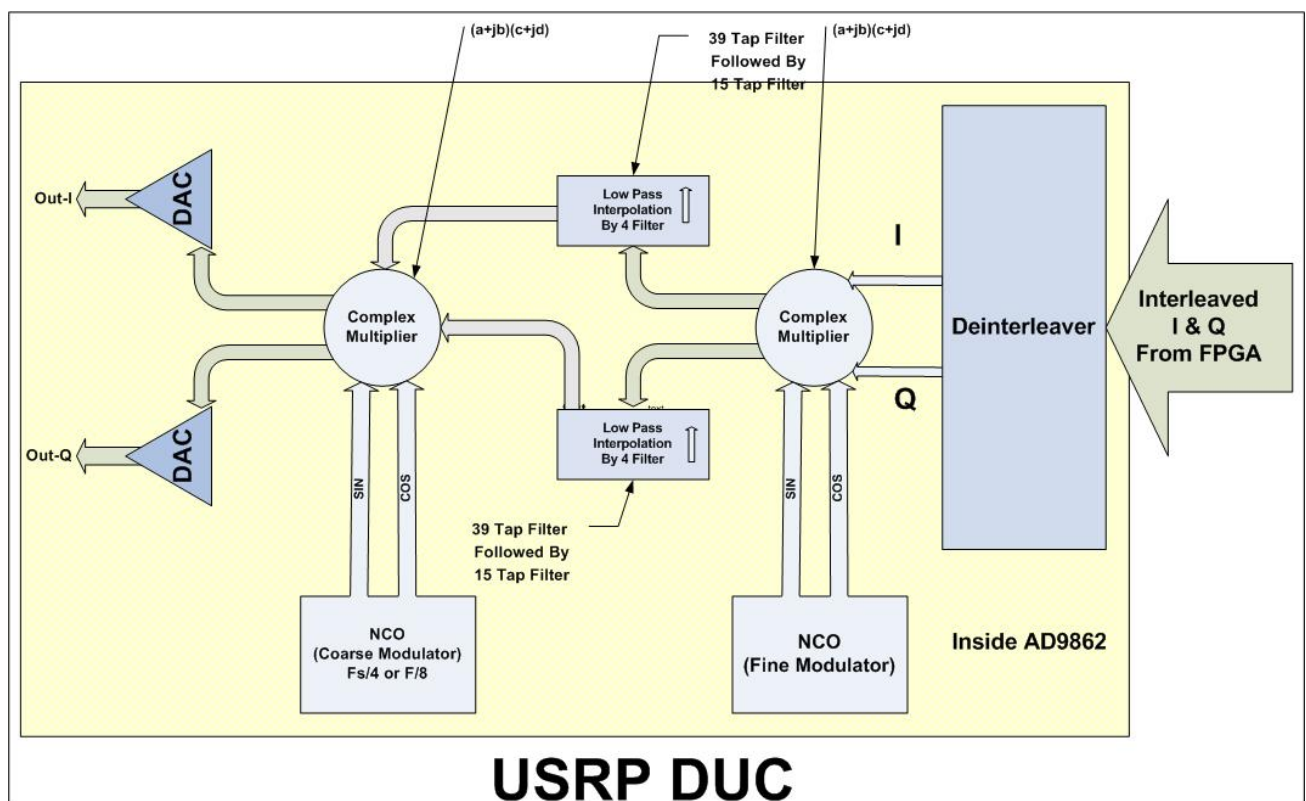 (a+jb)(c+jd)
39 Tap Filter
Followed By
15 Tap Filter
(a+jb)(c+jd)
Out-I
DAC
Low Pass
Interpolation
By 4 Filter
I
Complex
Multiplier
Complex
Multiplier
Deinterleaver
Interleaved
I & Q
From FPGA
Q
Out-Q
DAC
text
Low Pass
Interpolation
By 4 Filter
SIN
COS
SIN
COS
39 Tap Filter
Followed By
15 Tap Filter
NCO
(Coarse Modulator)
Fs/4 or F/8
NCO
(Fine Modulator)
Inside AD9862
USRP DUC